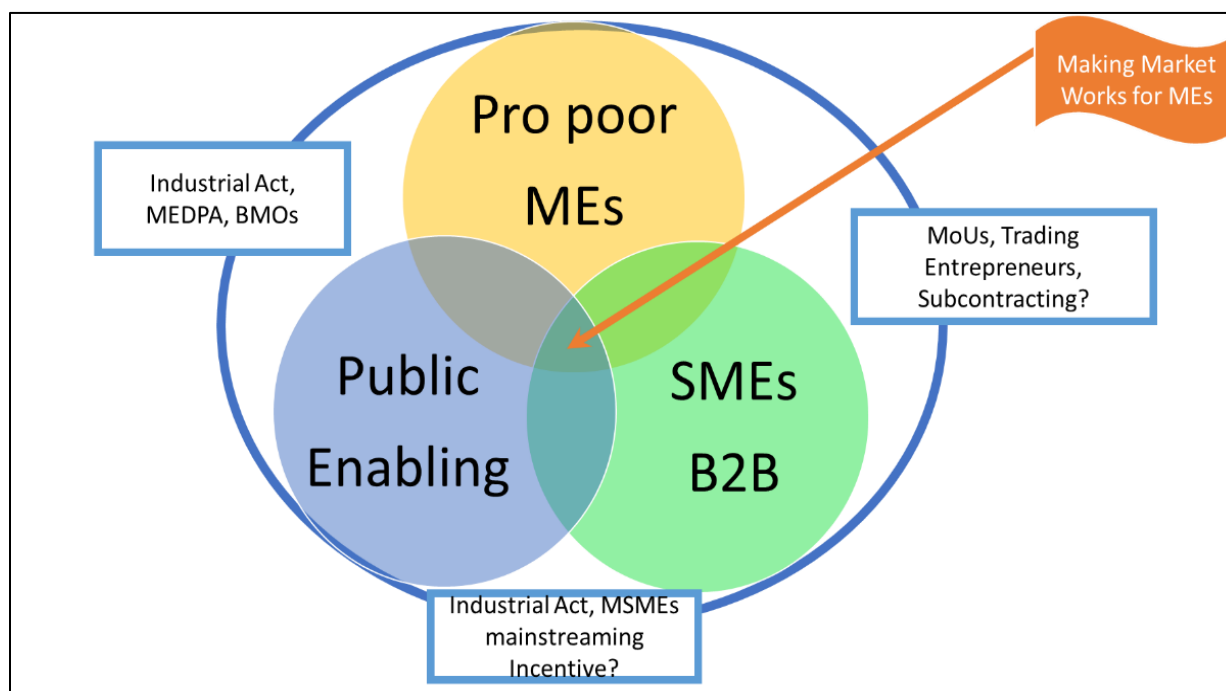 Making Market
Works for MEs
Pro poor
MEs
Industrial Act,
MEDPA, BMOs
MoUs, Trading
Entrepreneurs,
Subcontracting?
Public
Enabling
SMEs
B2B
Industrial Act, MSMEs
mainstreaming
Incentive?